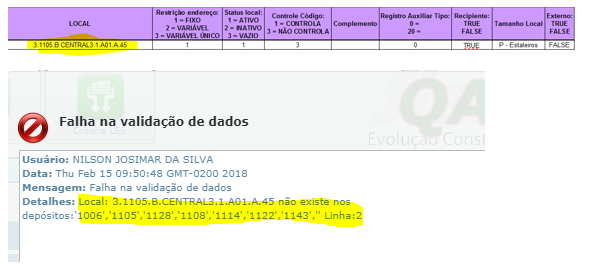 LOCAL
Restrição endereço:
1 = FIXO
2 = VARIÁVEL
3 = VARIÁVEL ÚNICO
Status local:
1 = ATIVO
2 = INATIVO
3 = VAZIO
Controle Código:
1 = CONTROLA
3 = NÃO CONTROLA
Complemento
Registro Auxiliar Tipo:
0 =
20 =
Recipiente:
TRUE
FALSE
Tamanho Local
Externo:
TRUE
FALSE
3.1105.B.CENTRAL3.1.A01.A.45 1 1 3 0 TRUE P - Estaleiros FALSE
QA
Evolução Const
Criteria LES
Falha na validação de dados
Usuário: NILSON JOSIMAR DA SILVA
Data: Thu Feb 15 09:50:48 GMT-0200 2018
Mensagem: Falha na validação de dados
Detalhes: Local: 3.1105.B.CENTRAL3.1.A01.A.45 não existe nos
depósitos:'1006','1105','1128','1108','1114','1122','1143','' Linha:2